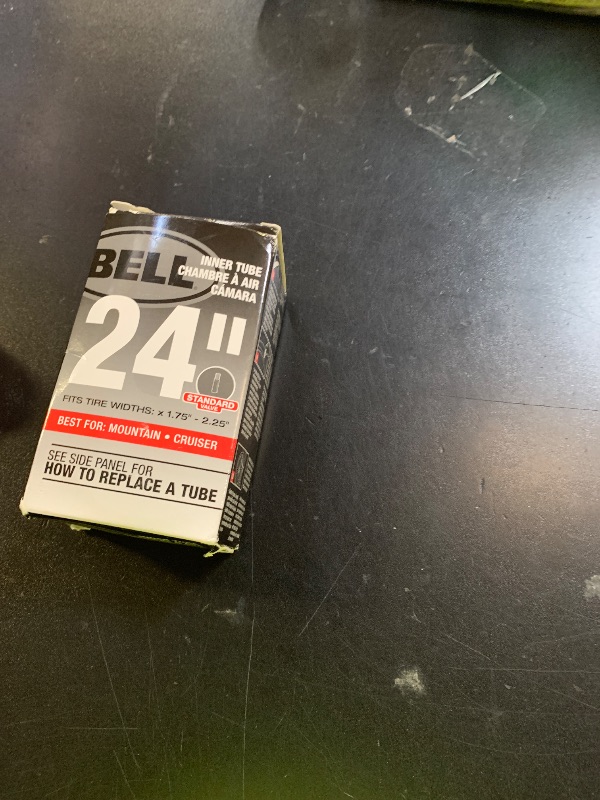 BELL
INNER TUBE
CHAMBRE À AIR
CÁMARA
24"
STANDARD
VALVE
FITS TIRE WIDTHS: x 1.75" - 2.25"
BEST FOR: MOUNTAIN • CRUISER
SEE SIDE PANEL FOR
HOW TO REPLACE A TUBE